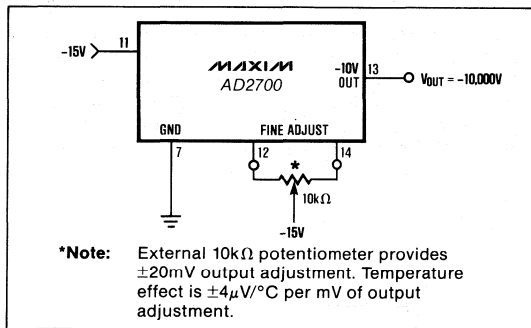 -15V
11
MAXIM
AD2700
-10V
OUT
13
VOUT = -10,000V
GND
FINE ADJUST
7
12
14
*
10kΩ
-15V
*Note: External 10kΩ potentiometer provides
±20mV output adjustment. Temperature
effect is ±4μV/°C per mV of output
adjustment.